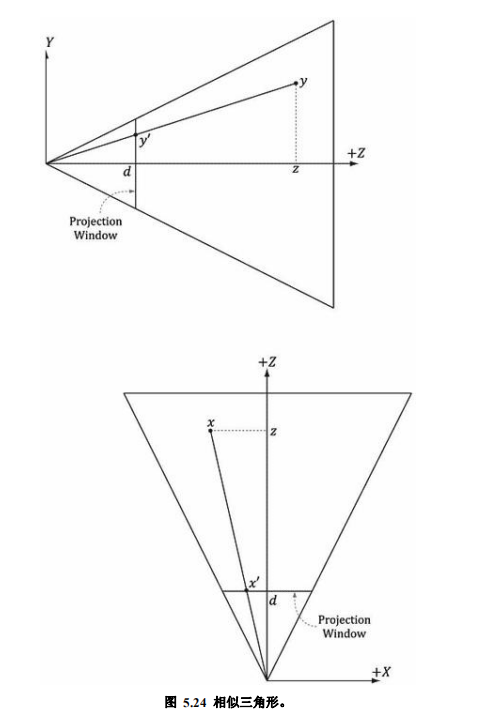 Y
y
y′
+Z
d
z
Projection
Window
+Z
x
z
x′
d
Projection
Window
+X
图 5.24 相似三角形。